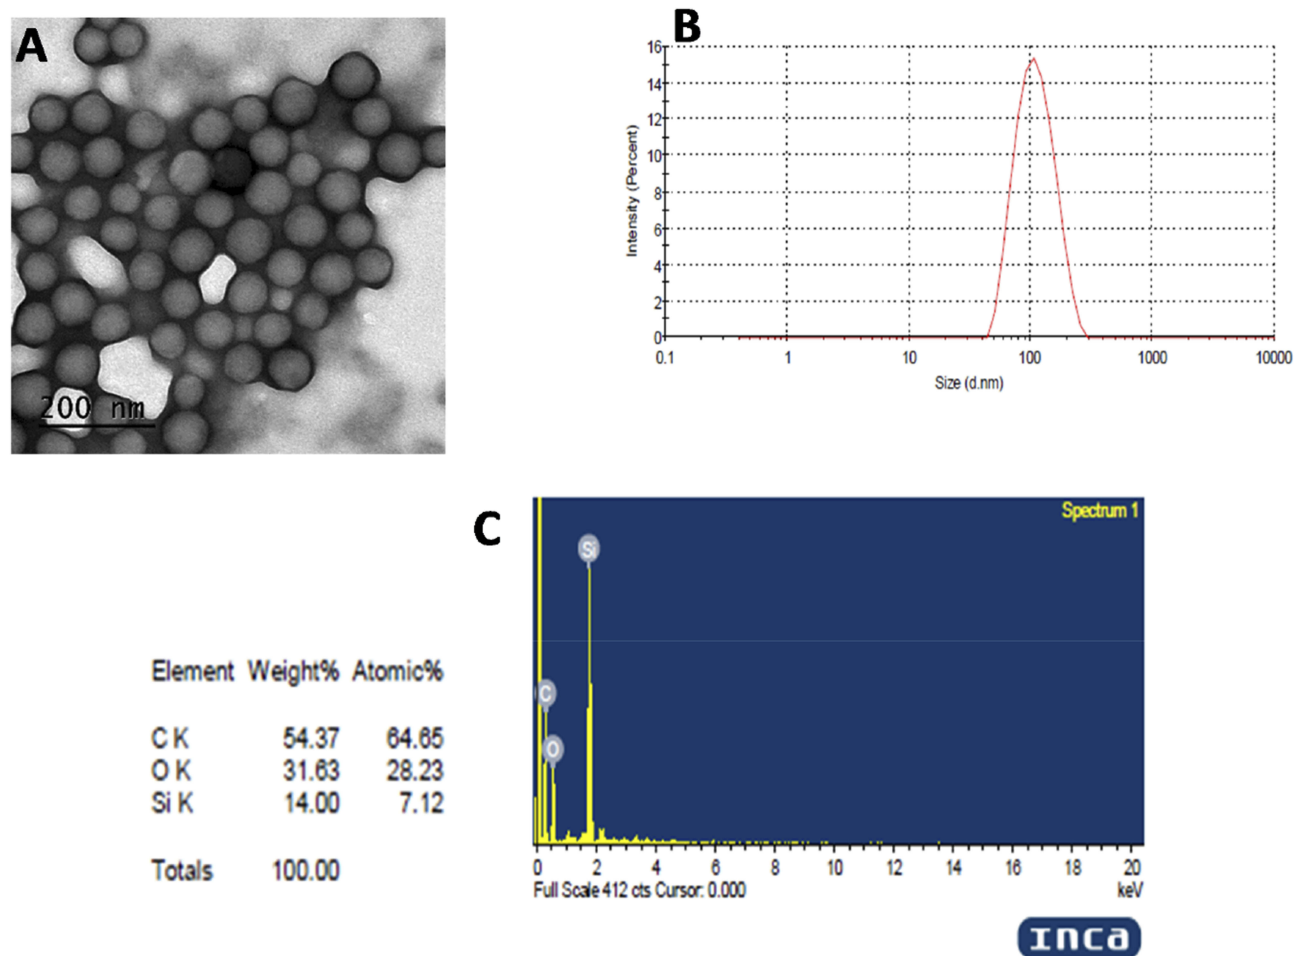 A
200 nm
B
16
14
12
10
8
6
4
2
0
Intensity (Percent)
0.1 1 10 100 1000 10000
Size (d.nm)
C
Spectrum 1
Si
C
O
0 2 4 6 8 10 12 14 16 18 20
Full Scale 412 cts Cursor: 0.000 keV
Element Weight% Atomic%
C K 54.37 64.65
O K 31.63 28.23
Si K 14.00 7.12
Totals 100.00
INCA